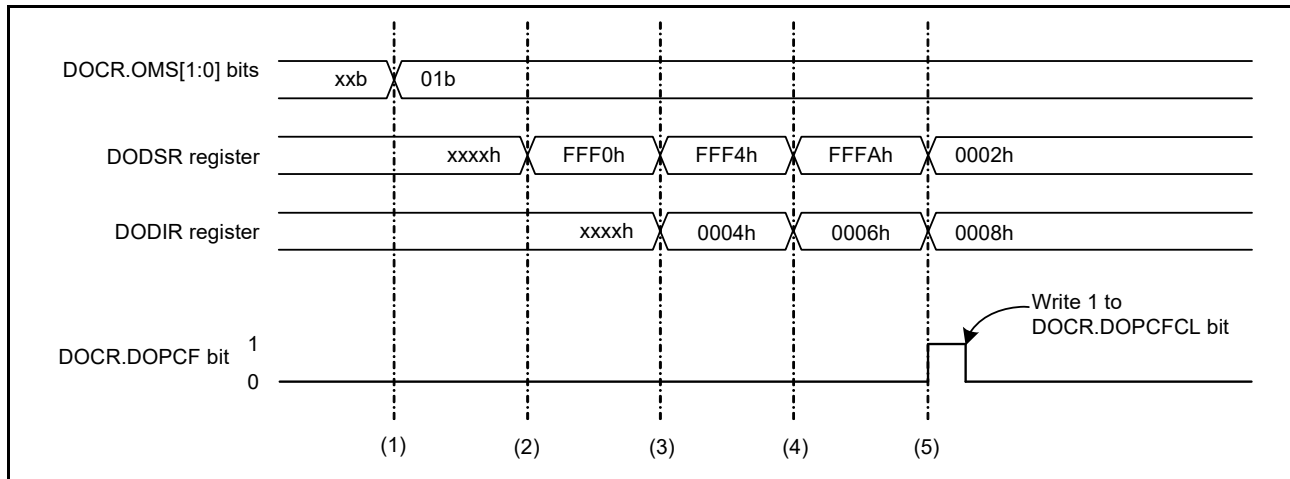 DOCR.OMS[1:0] bits xxb 01b
DODSR register xxxxh FFF0h FFF4h FFFAh 0002h
DODIR register xxxxh 0004h 0006h 0008h
Write 1 to
DOCR.DOPCFCL bit
DOCR.DOPCF bit 1
0
(1) (2) (3) (4) (5)